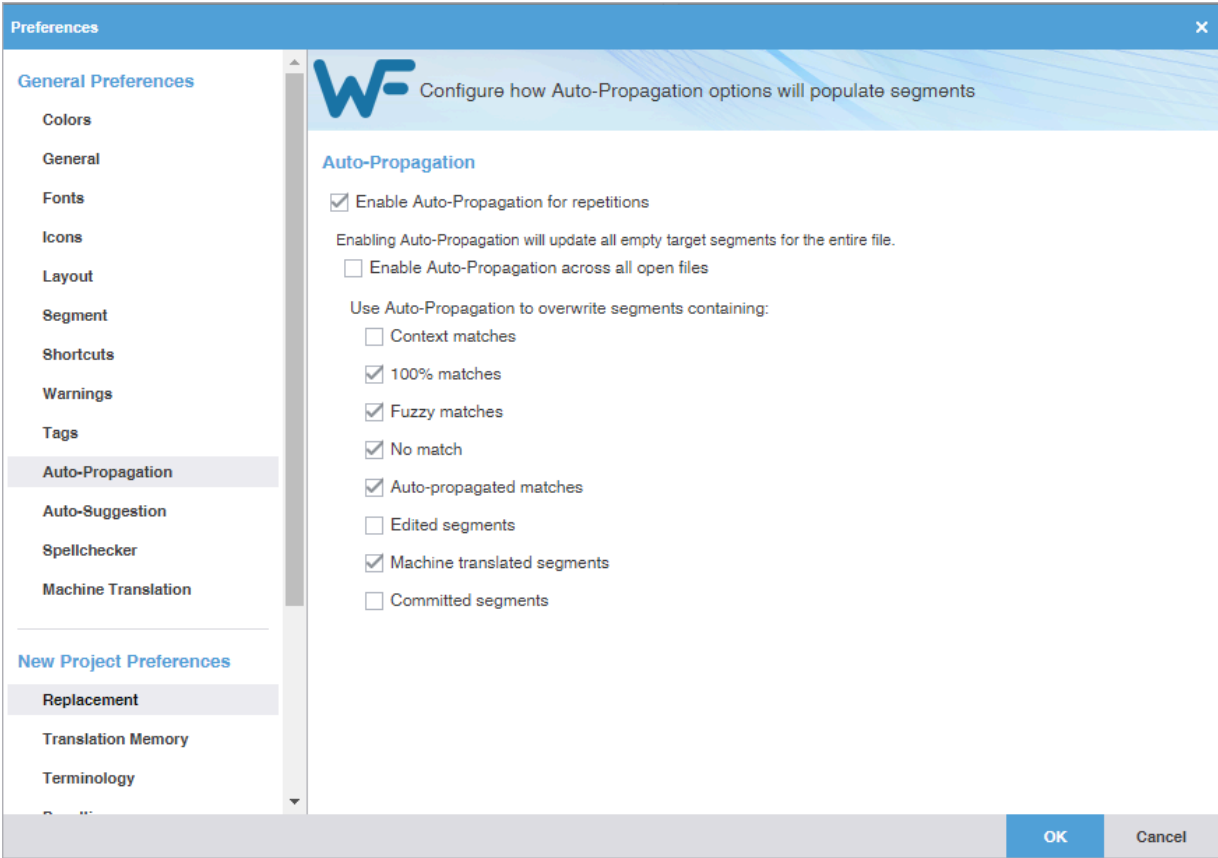 Preferences
General Preferences
Colors
General
Fonts
Icons
Layout
Segment
Shortcuts
Warnings
Tags
Auto-Propagation
Auto-Suggestion
Spellchecker
Machine Translation
New Project Preferences
Replacement
Translation Memory
Terminology
WF
Configure how Auto-Propagation options will populate segments
Auto-Propagation
Enable Auto-Propagation for repetitions
Enabling Auto-Propagation will update all empty target segments for the entire file.
Enable Auto-Propagation across all open files
Use Auto-Propagation to overwrite segments containing:
Context matches
100% matches
Fuzzy matches
No match
Auto-propagated matches
Edited segments
Machine translated segments
Committed segments
OK
Cancel